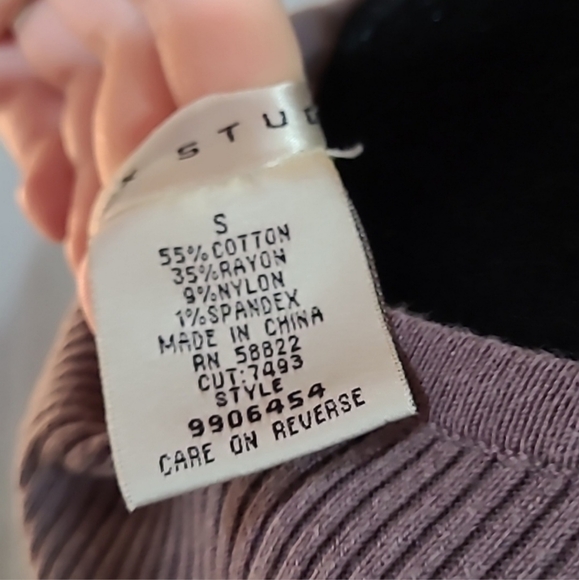 S
55% COTTON
35% RAYON
9% NYLON
1% SPANDEX
MADE IN CHINA
RN 58822
CUT:7493
STYLE
9906454
CARE ON REVERSE